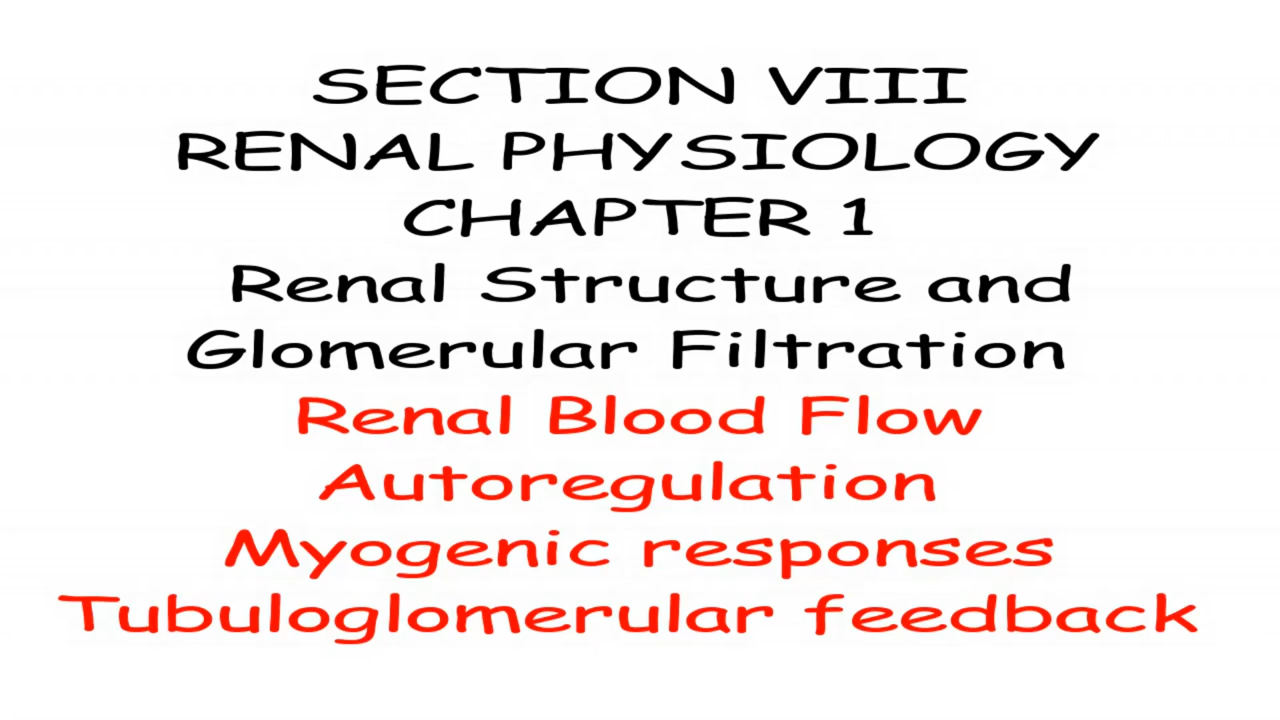 SECTION VIII
RENAL PHYSIOLOGY
CHAPTER 1
Renal Structure and
Glomerular Filtration
Renal Blood Flow
Autoregulation
Myogenic responses
Tubuloglomerular feedback